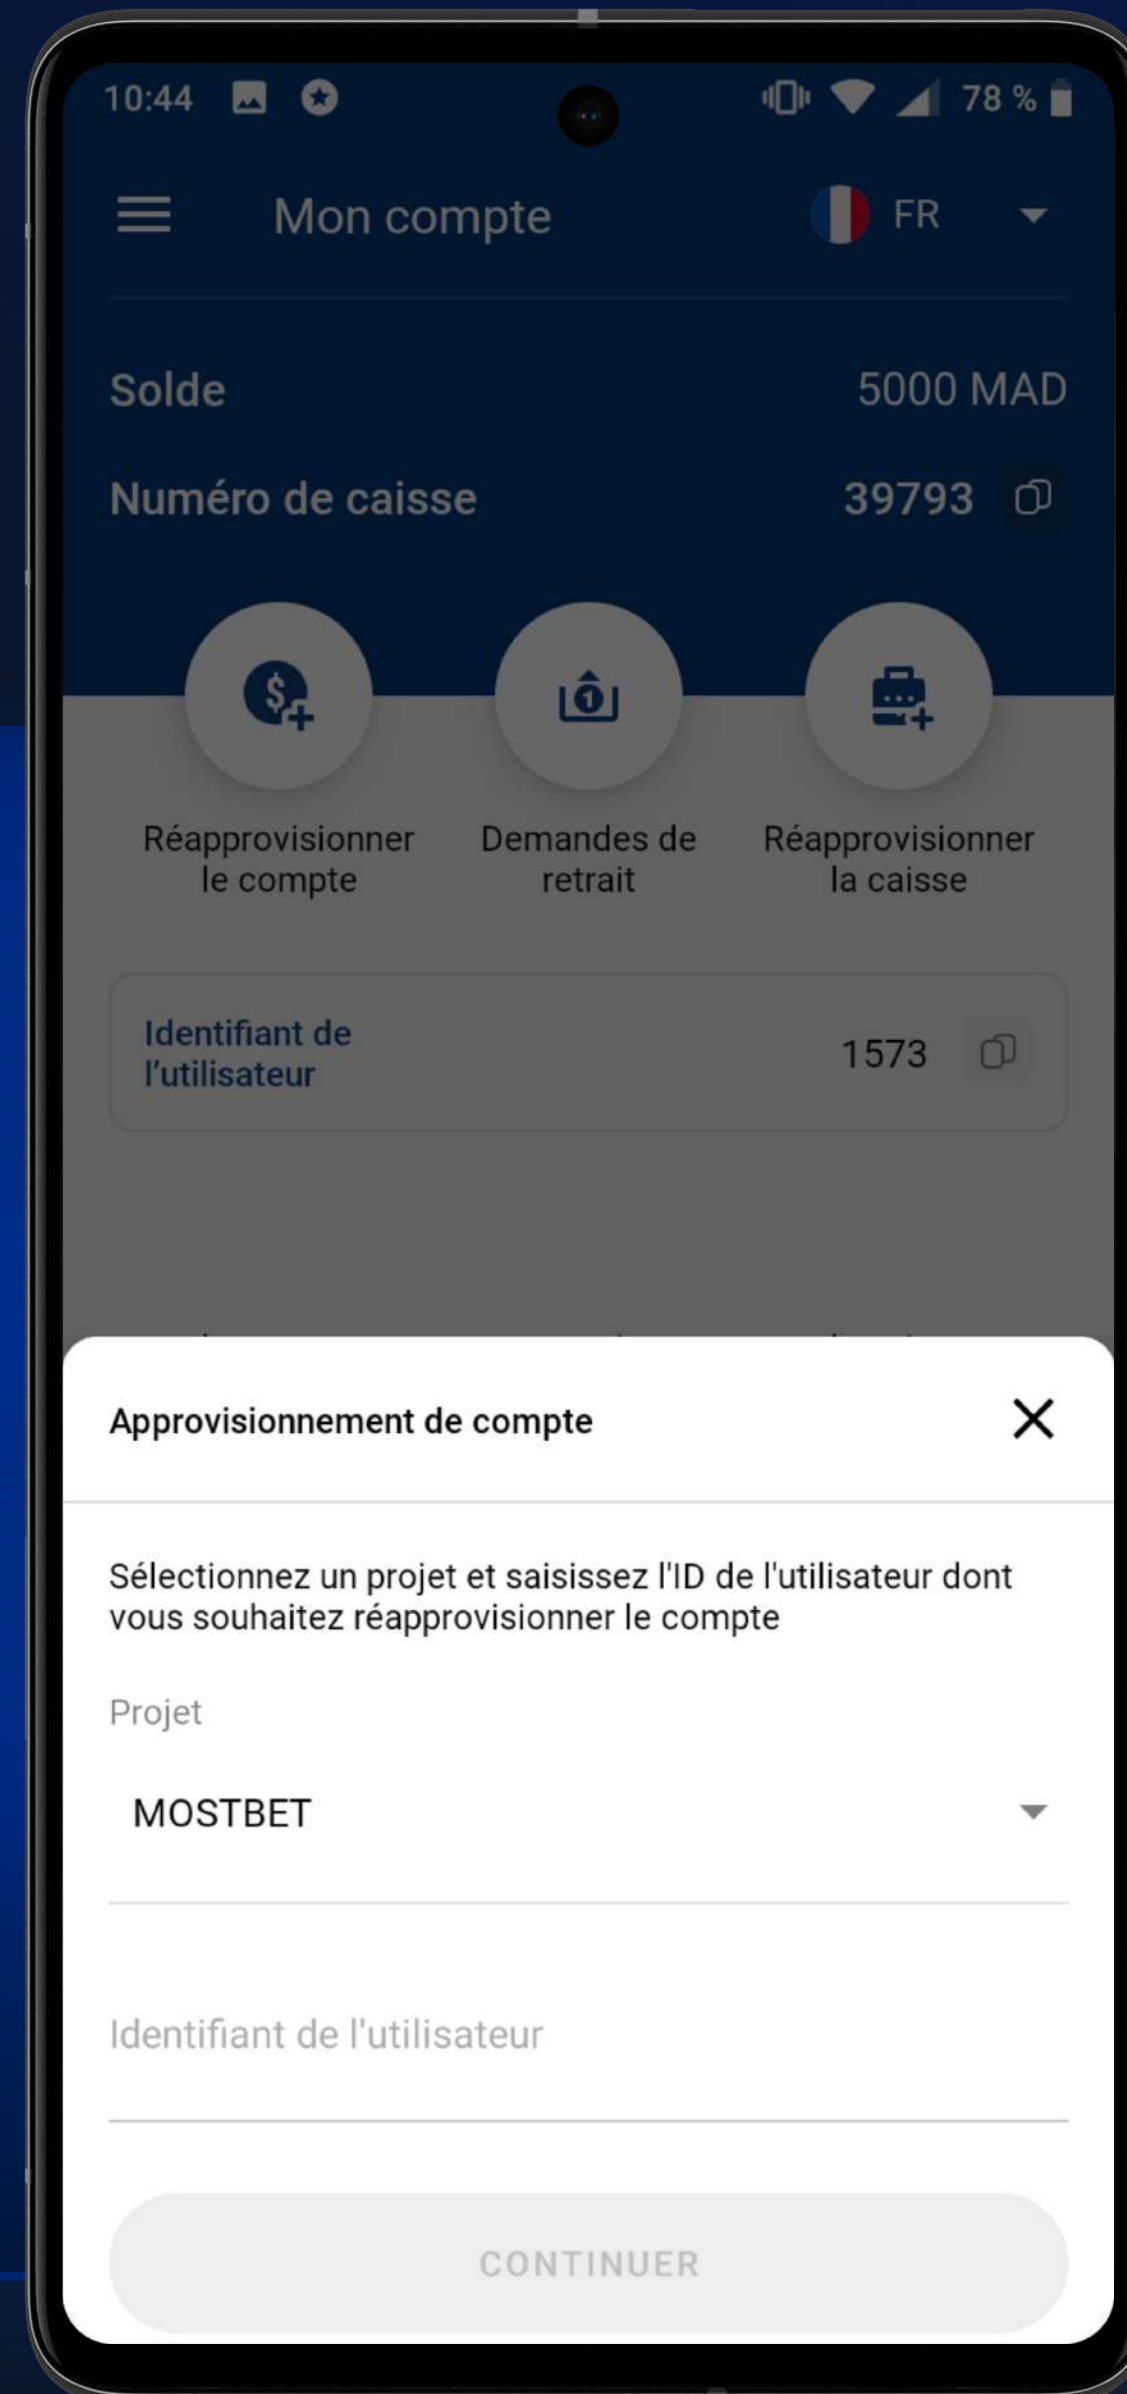 10:44
78 %
Mon compte
FR
Solde
5000 MAD
Numéro de caisse
39793
Réapprovisionner
le compte
Demandes de
retrait
Réapprovisionner
la caisse
Identifiant de
l’utilisateur
1573
Approvisionnement de compte
Sélectionnez un projet et saisissez l'ID de l'utilisateur dont
vous souhaitez réapprovisionner le compte
Projet
MOSTBET
Identifiant de l'utilisateur
CONTINUER